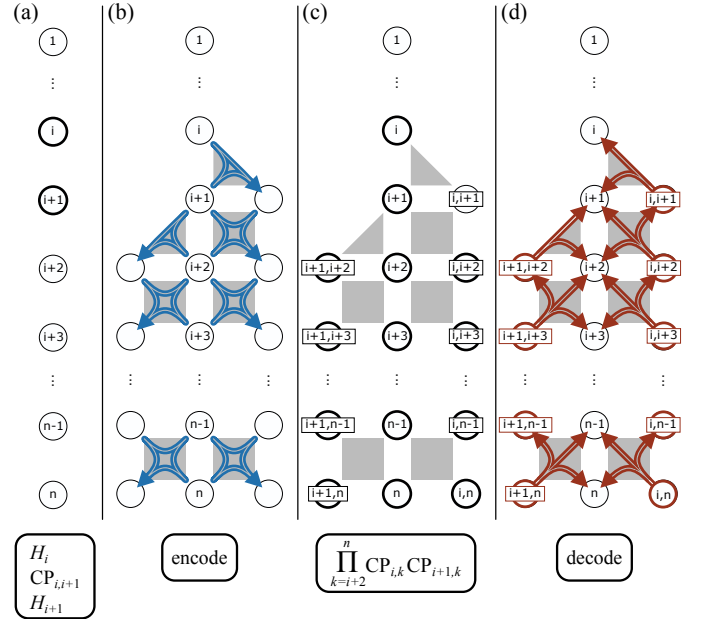 (a) (b) (c) (d)
1 1 1
⋮ ⋮ ⋮ ⋮
i i i i
i+1 i+1 i+1 i,i+1 i+1 i,i+1
i+2 i+2 i+1,i+2 i+2 i,i+2 i+1,i+2 i+2 i,i+2
i+3 i+3 i+1,i+3 i+3 i,i+3 i+1,i+3 i+3 i,i+3
⋮ ⋮ ⋮ ⋮ ⋮ ⋮ ⋮ ⋮ ⋮ ⋮
n-1 n-1 i+1,n-1 n-1 i,n-1 i+1,n-1 n-1 i,n-1
n n i+1,n n i,n i+1,n n i,n
H_i
CP_{i,i+1}
H_{i+1}
encode
∏_{k=i+2}^{n} CP_{i,k} CP_{i+1,k}
decode